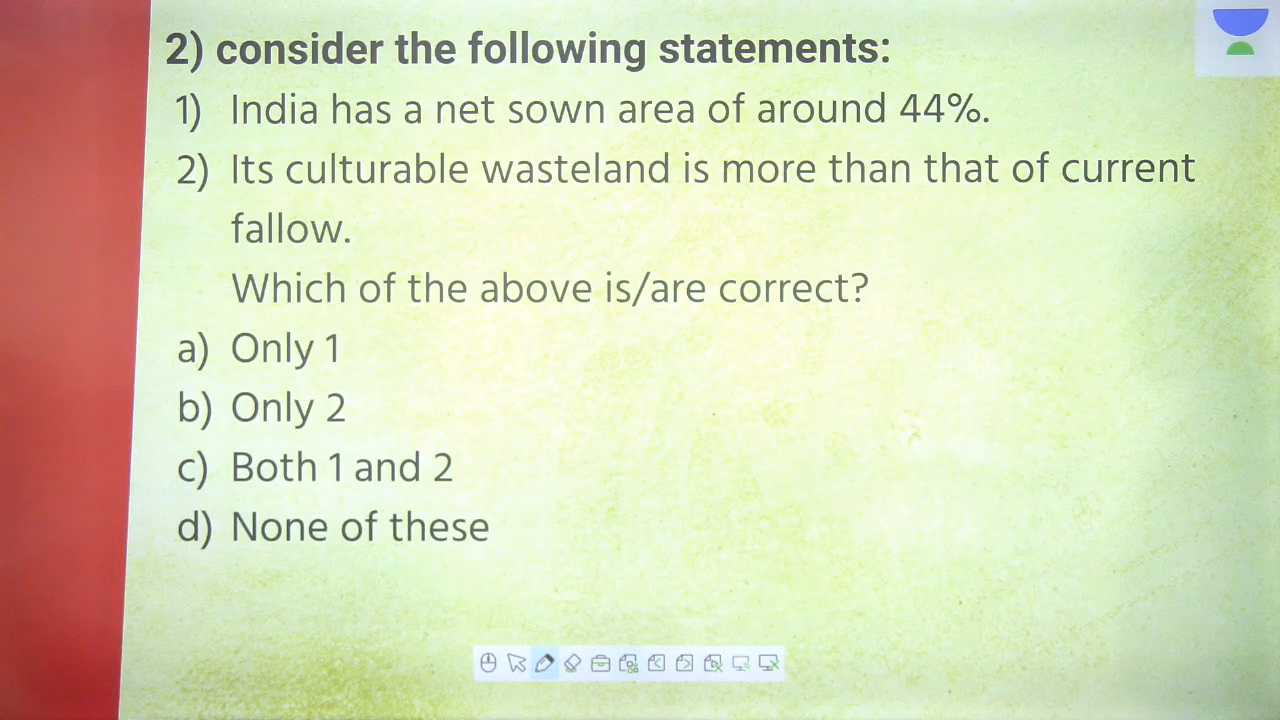 2) consider the following statements:
1) India has a net sown area of around 44%.
2) Its culturable wasteland is more than that of current
fallow.
Which of the above is/are correct?
a) Only 1
b) Only 2
c) Both 1 and 2
d) None of these